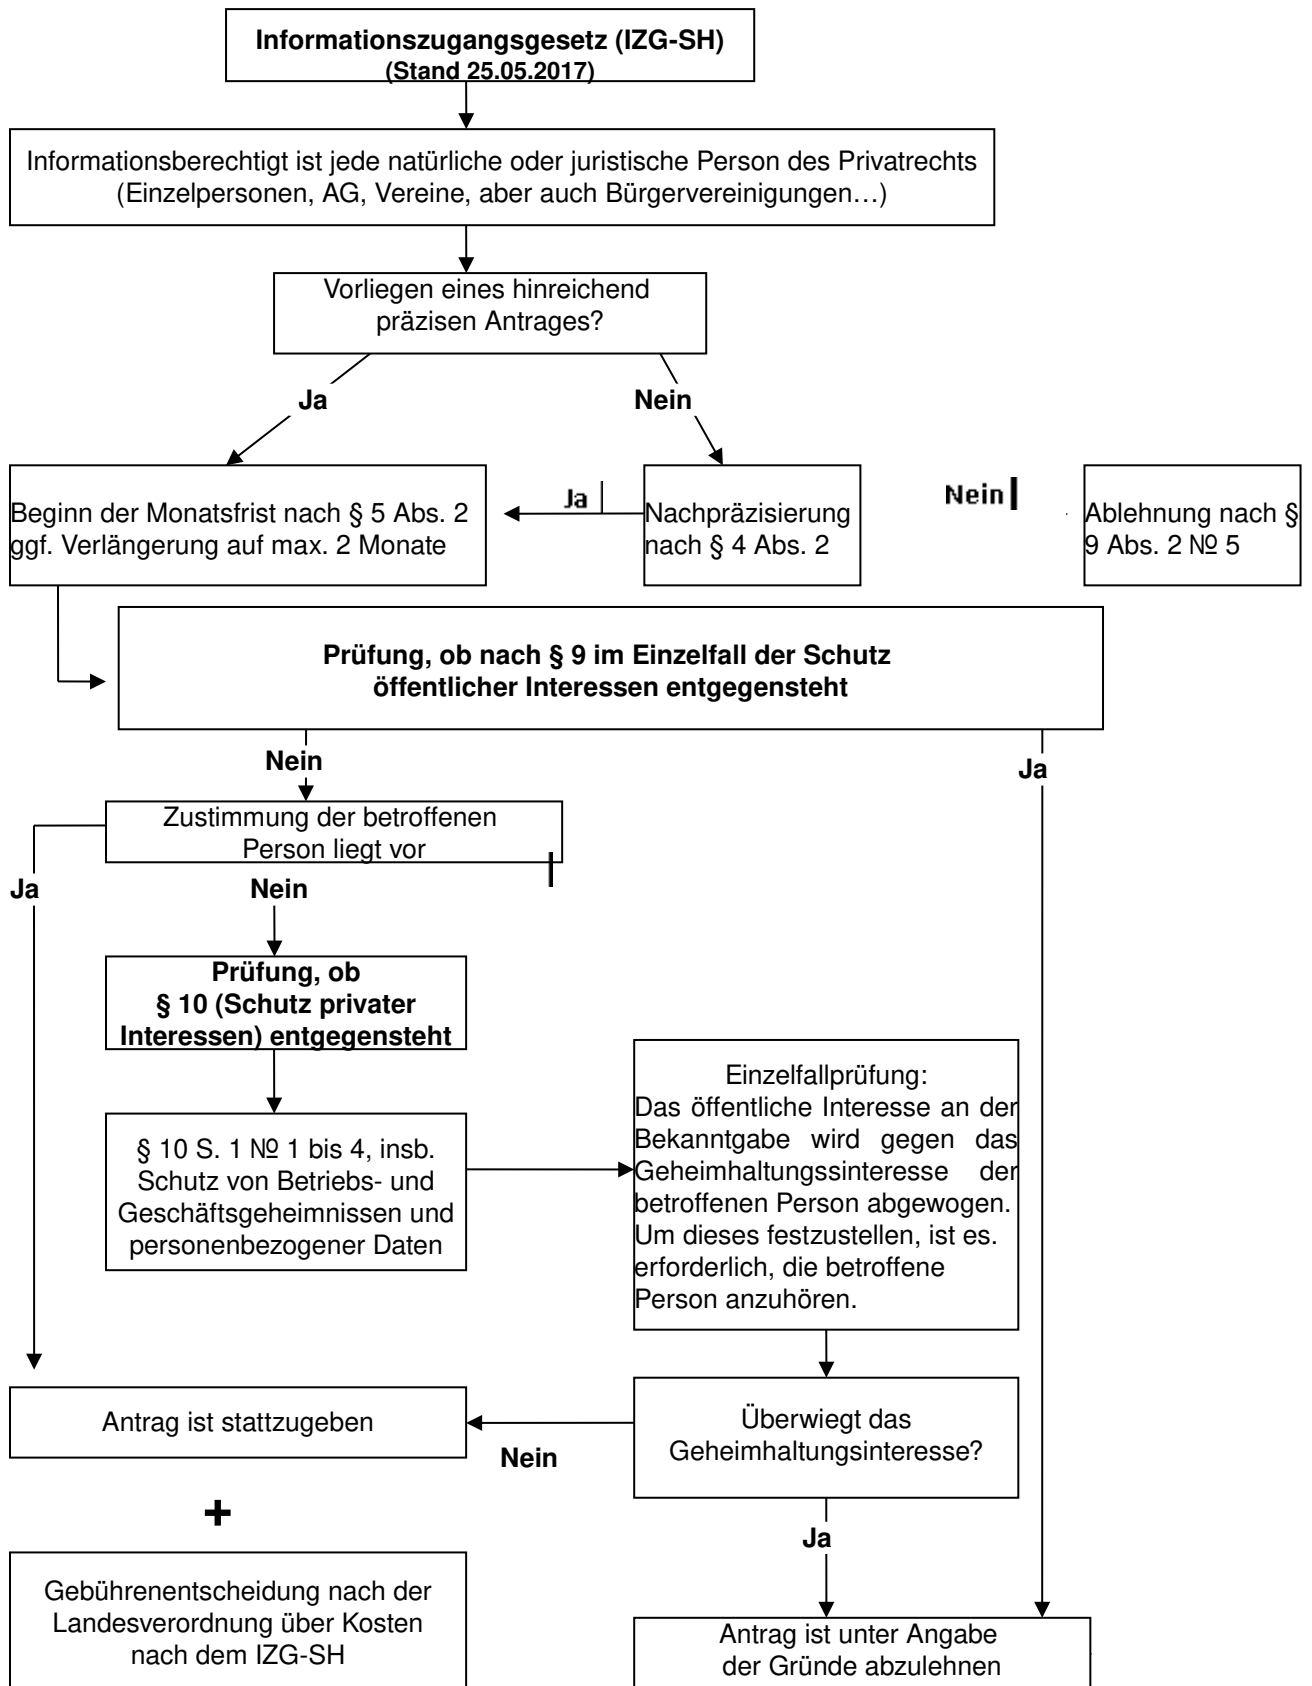 Informationszugangsgesetz (IZG-SH)
(Stand 25.05.2017)
Informationsberechtigt ist jede natürliche oder juristische Person des Privatrechts
(Einzelpersonen, AG, Vereine, aber auch Bürgervereinigungen…)
Vorliegen eines hinreichend
präzisen Antrages?
Ja
Nein
Beginn der Monatsfrist nach § 5 Abs. 2
ggf. Verlängerung auf max. 2 Monate
Ja
Nachpräzisierung
nach § 4 Abs. 2
Nein
Ablehnung nach §
9 Abs. 2 № 5
Prüfung, ob nach § 9 im Einzelfall der Schutz
öffentlicher Interessen entgegensteht
Nein
Ja
Zustimmung der betroffenen
Person liegt vor
Ja
Nein
Prüfung, ob
§ 10 (Schutz privater
Interessen) entgegensteht
§ 10 S. 1 № 1 bis 4, insb.
Schutz von Betriebs- und
Geschäftsgeheimnissen und
personenbezogener Daten
Einzelfallprüfung:
Das öffentliche Interesse an der
Bekanntgabe wird gegen das
Geheimhaltungssinteresse der
betroffenen Person abgewogen.
Um dieses festzustellen, ist es.
erforderlich, die betroffene
Person anzuhören.
Antrag ist stattzugeben
Nein
Überwiegt das
Geheimhaltungsinteresse?
+
Ja
Gebührenentscheidung nach der
Landesverordnung über Kosten
nach dem IZG-SH
Antrag ist unter Angabe
der Gründe abzulehnen